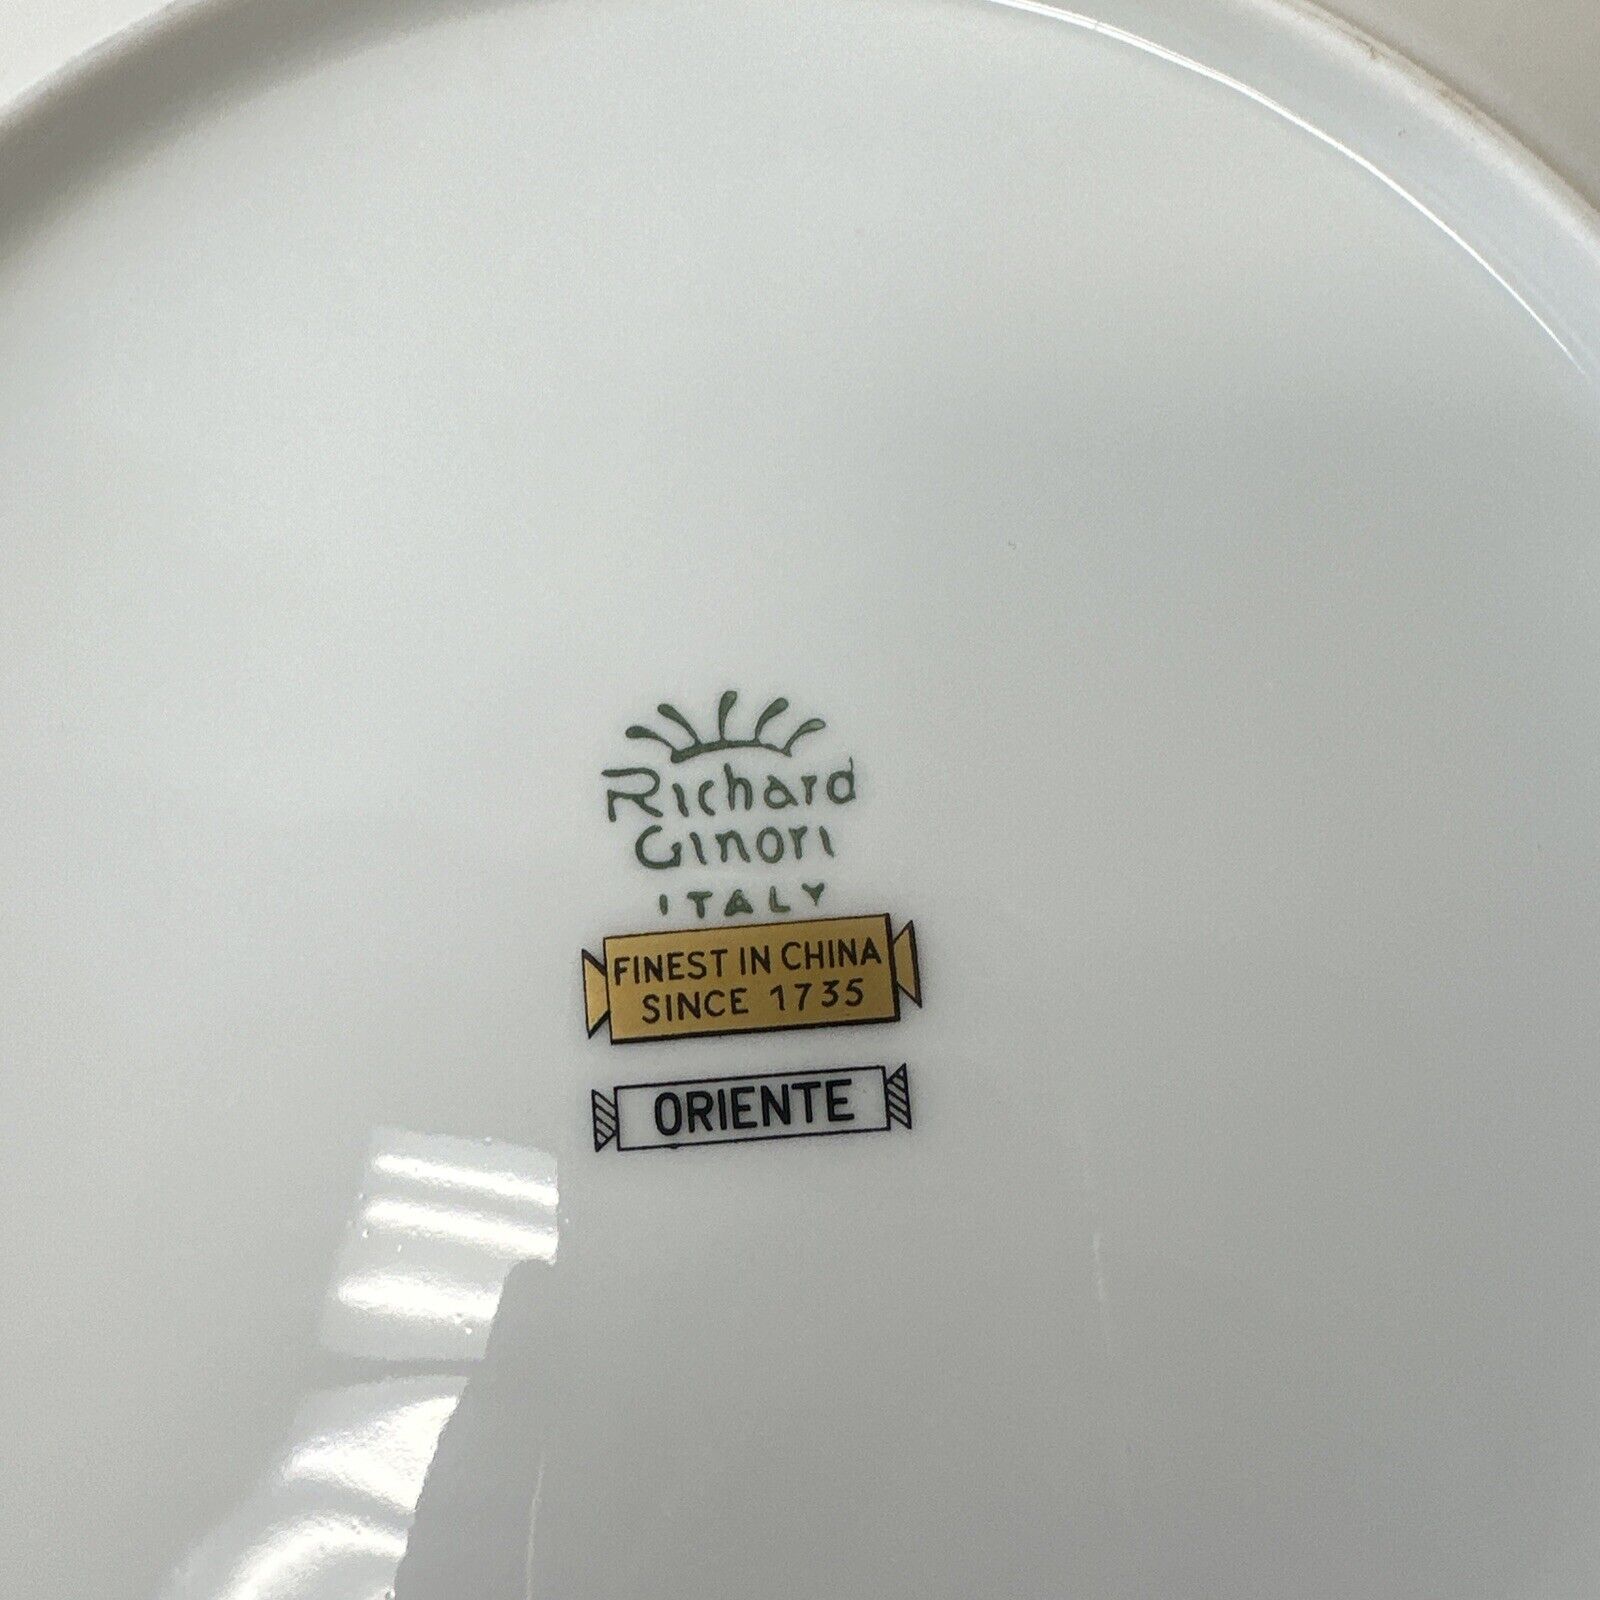 Richard
Ginori
ITALY
FINEST IN CHINA
SINCE 1735
ORIENTE